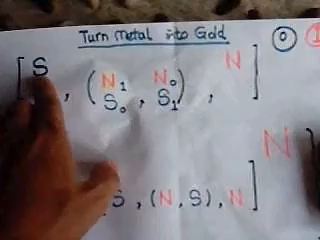 Turn Metal into Gold 0 1
[S, (N₁ N₀
S₀, S₁), N]
N
S, (N, S), N]